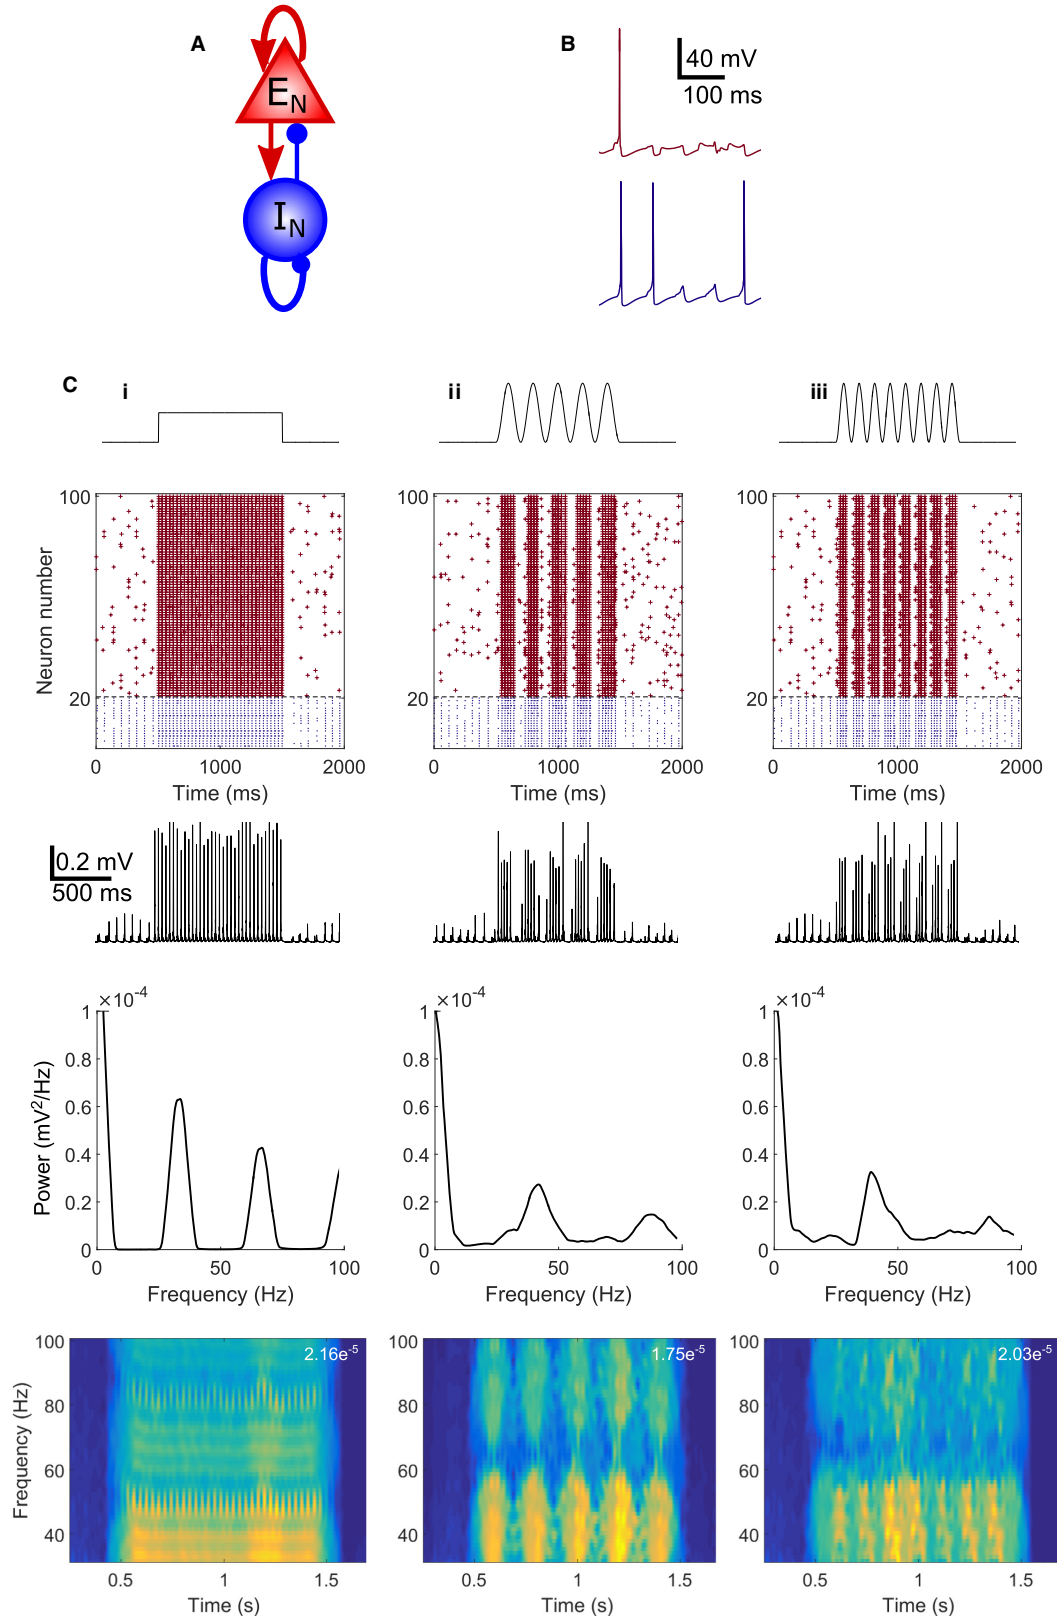 A
B
E_N
I_N
40 mV
100 ms
C
i
ii
iii
100
20
Neuron number
0
1000
2000
Time (ms)
100
20
0
1000
2000
Time (ms)
100
20
0
1000
2000
Time (ms)
0.2 mV
500 ms
×10^-4
1
0.8
0.6
0.4
0.2
0
Power (mV^2/Hz)
0
50
100
Frequency (Hz)
×10^-4
1
0.8
0.6
0.4
0.2
0
0
50
100
Frequency (Hz)
×10^-4
1
0.8
0.6
0.4
0.2
0
0
50
100
Frequency (Hz)
100
80
60
40
Frequency (Hz)
2.16e^-5
0.5
1
1.5
Time (s)
100
80
60
40
1.75e^-5
0.5
1
1.5
Time (s)
100
80
60
40
2.03e^-5
0.5
1
1.5
Time (s)